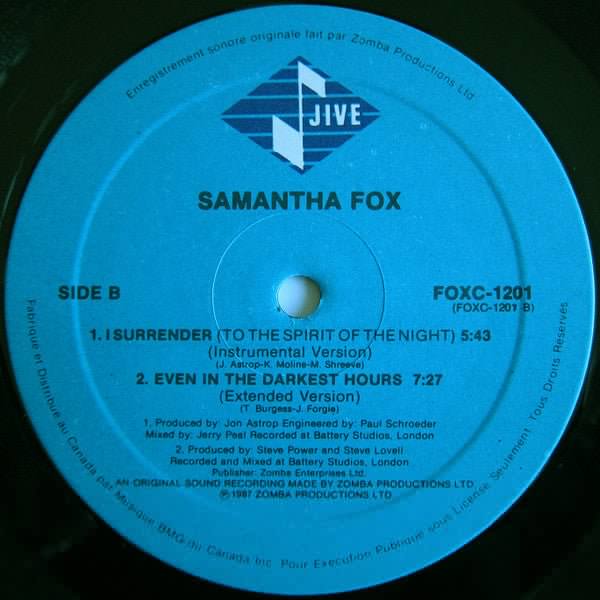 Enregistrement sonore originale fait par Zomba Productions Ltd
JIVE
SAMANTHA FOX
SIDE B
FOXC-1201
(FOXC-1201-B)
1. I SURRENDER (TO THE SPIRIT OF THE NIGHT) 5:43
(Instrumental Version)
(J. Astrop-K. Moline-M. Shreeve)
2. EVEN IN THE DARKEST HOURS 7:27
(Extended Version)
(T. Burgess-J. Forgie)
1. Produced by: Jon Astrop Engineered by: Paul Schroeder
Mixed by: Jerry Peal Recorded at Battery Studios, London
2. Produced by: Steve Power and Steve Lovell
Recorded and Mixed at Battery Studios, London
Publisher: Zomba Enterprises Ltd.
AN ORIGINAL SOUND RECORDING MADE BY ZOMBA PRODUCTIONS LTD.
℗ 1987 ZOMBA PRODUCTIONS LTD
Fabrique et Distribue au Canada par Musique BMG du Canada Inc. Pour Execution Publique sous License Seulement Tous Droits Reserves